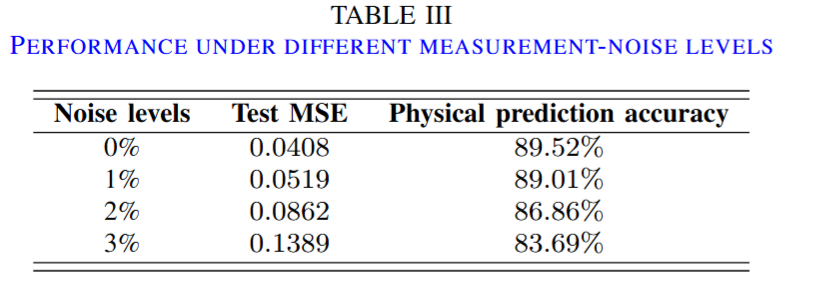 TABLE III
PERFORMANCE UNDER DIFFERENT MEASUREMENT-NOISE LEVELS
Noise levels Test MSE Physical prediction accuracy
0% 0.0408 89.52%
1% 0.0519 89.01%
2% 0.0862 86.86%
3% 0.1389 83.69%